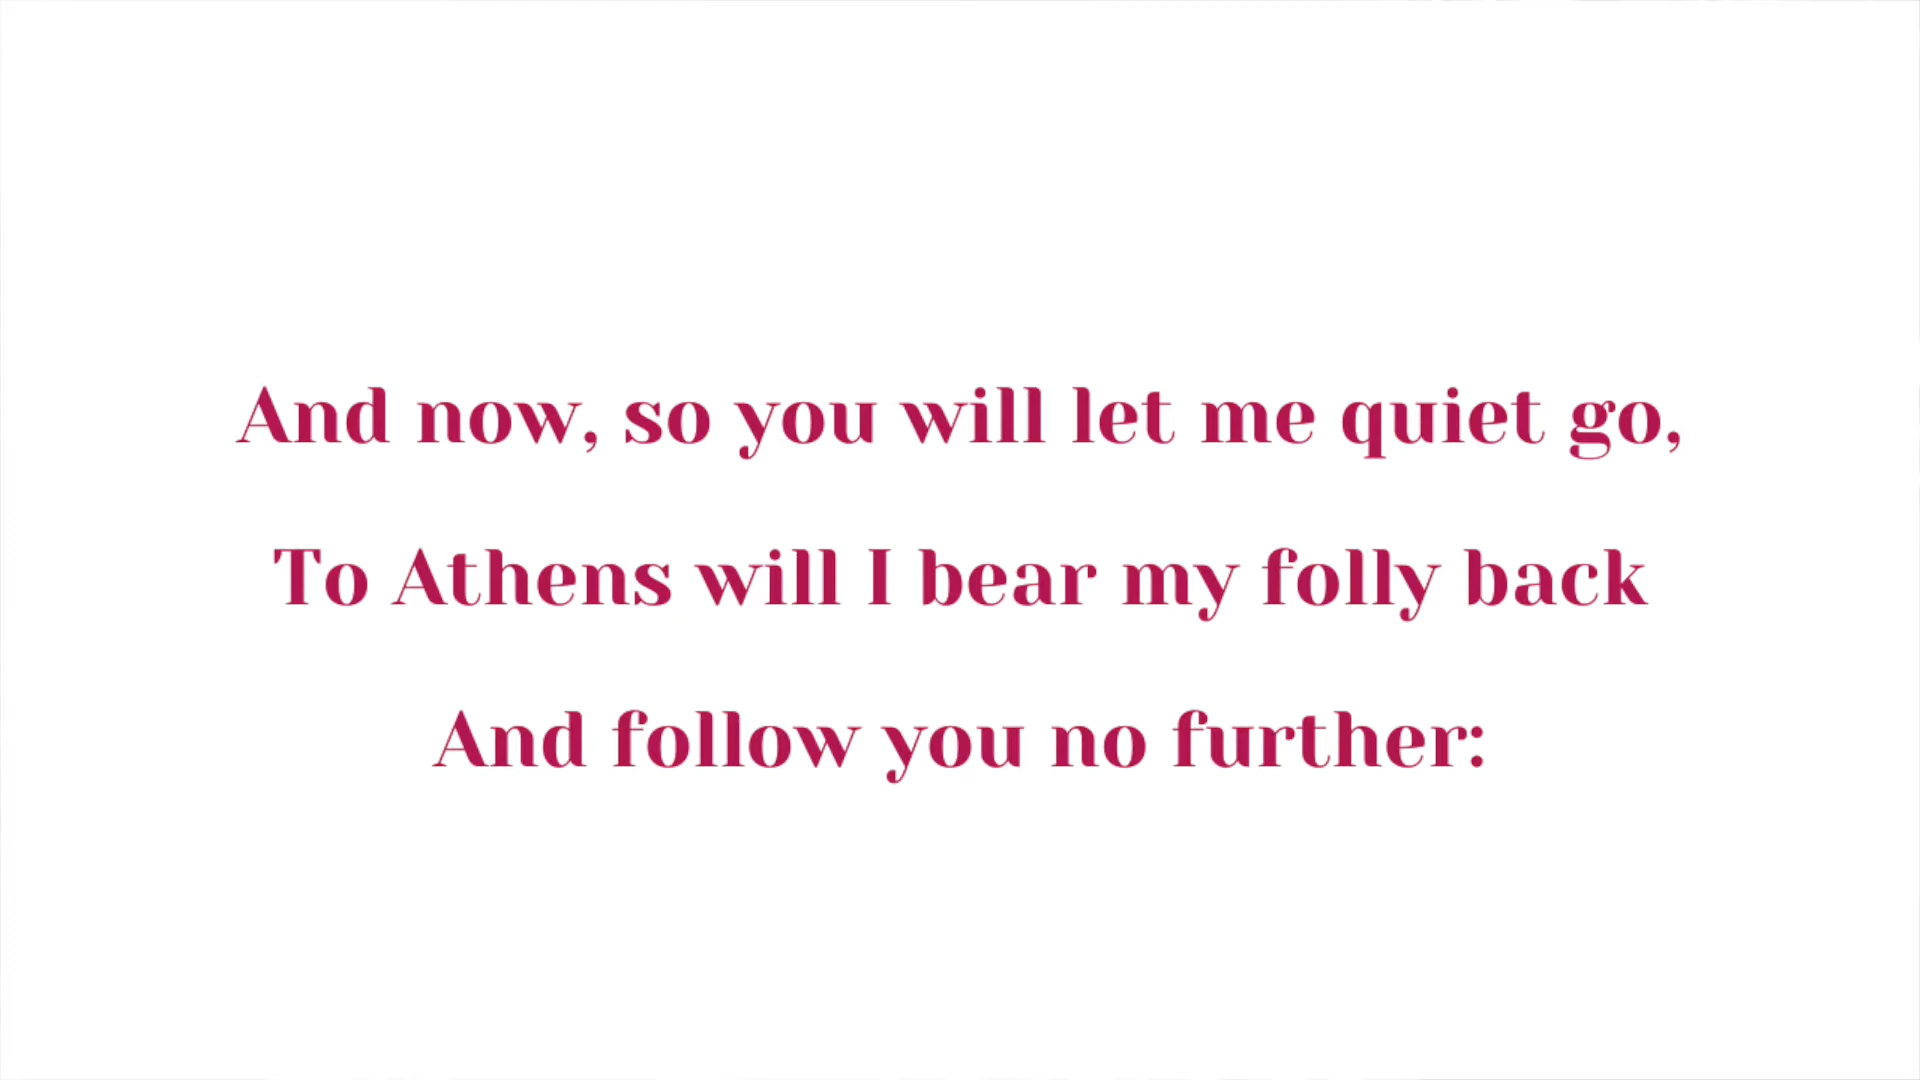 And now, so you will let me quiet go,
To Athens will I bear my folly back
And follow you no further: